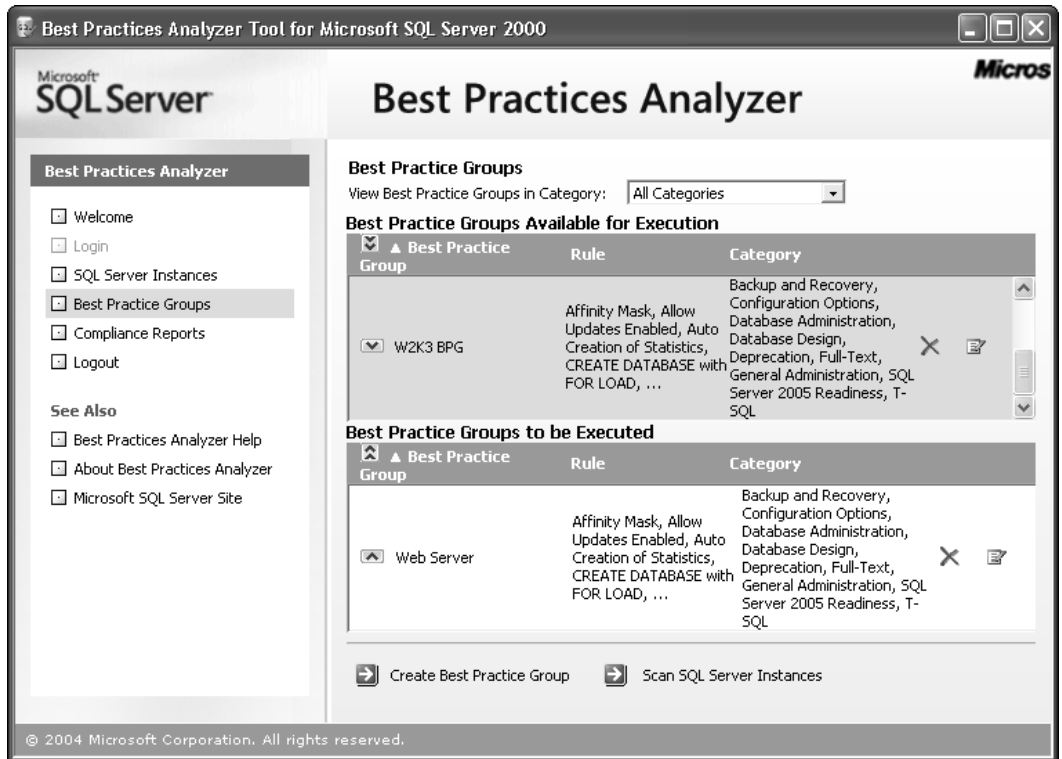 Best Practices Analyzer Tool for Microsoft SQL Server 2000
Microsoft
SQL Server
Best Practices Analyzer
Micros
Best Practices Analyzer
Welcome
Login
SQL Server Instances
Best Practice Groups
Compliance Reports
Logout
See Also
Best Practices Analyzer Help
About Best Practices Analyzer
Microsoft SQL Server Site
Best Practice Groups
View Best Practice Groups in Category: All Categories
Best Practice Groups Available for Execution
▲ Best Practice
Group
Rule
Category
W2K3 BPG
Affinity Mask, Allow
Updates Enabled, Auto
Creation of Statistics,
CREATE DATABASE with
FOR LOAD, ...
Backup and Recovery,
Configuration Options,
Database Administration,
Database Design,
Deprecation, Full-Text,
General Administration, SQL
Server 2005 Readiness, T-
SQL
Best Practice Groups to be Executed
▲ Best Practice
Group
Rule
Category
Web Server
Affinity Mask, Allow
Updates Enabled, Auto
Creation of Statistics,
CREATE DATABASE with
FOR LOAD, ...
Backup and Recovery,
Configuration Options,
Database Administration,
Database Design,
Deprecation, Full-Text,
General Administration, SQL
Server 2005 Readiness, T-
SQL
Create Best Practice Group
Scan SQL Server Instances
© 2004 Microsoft Corporation. All rights reserved.